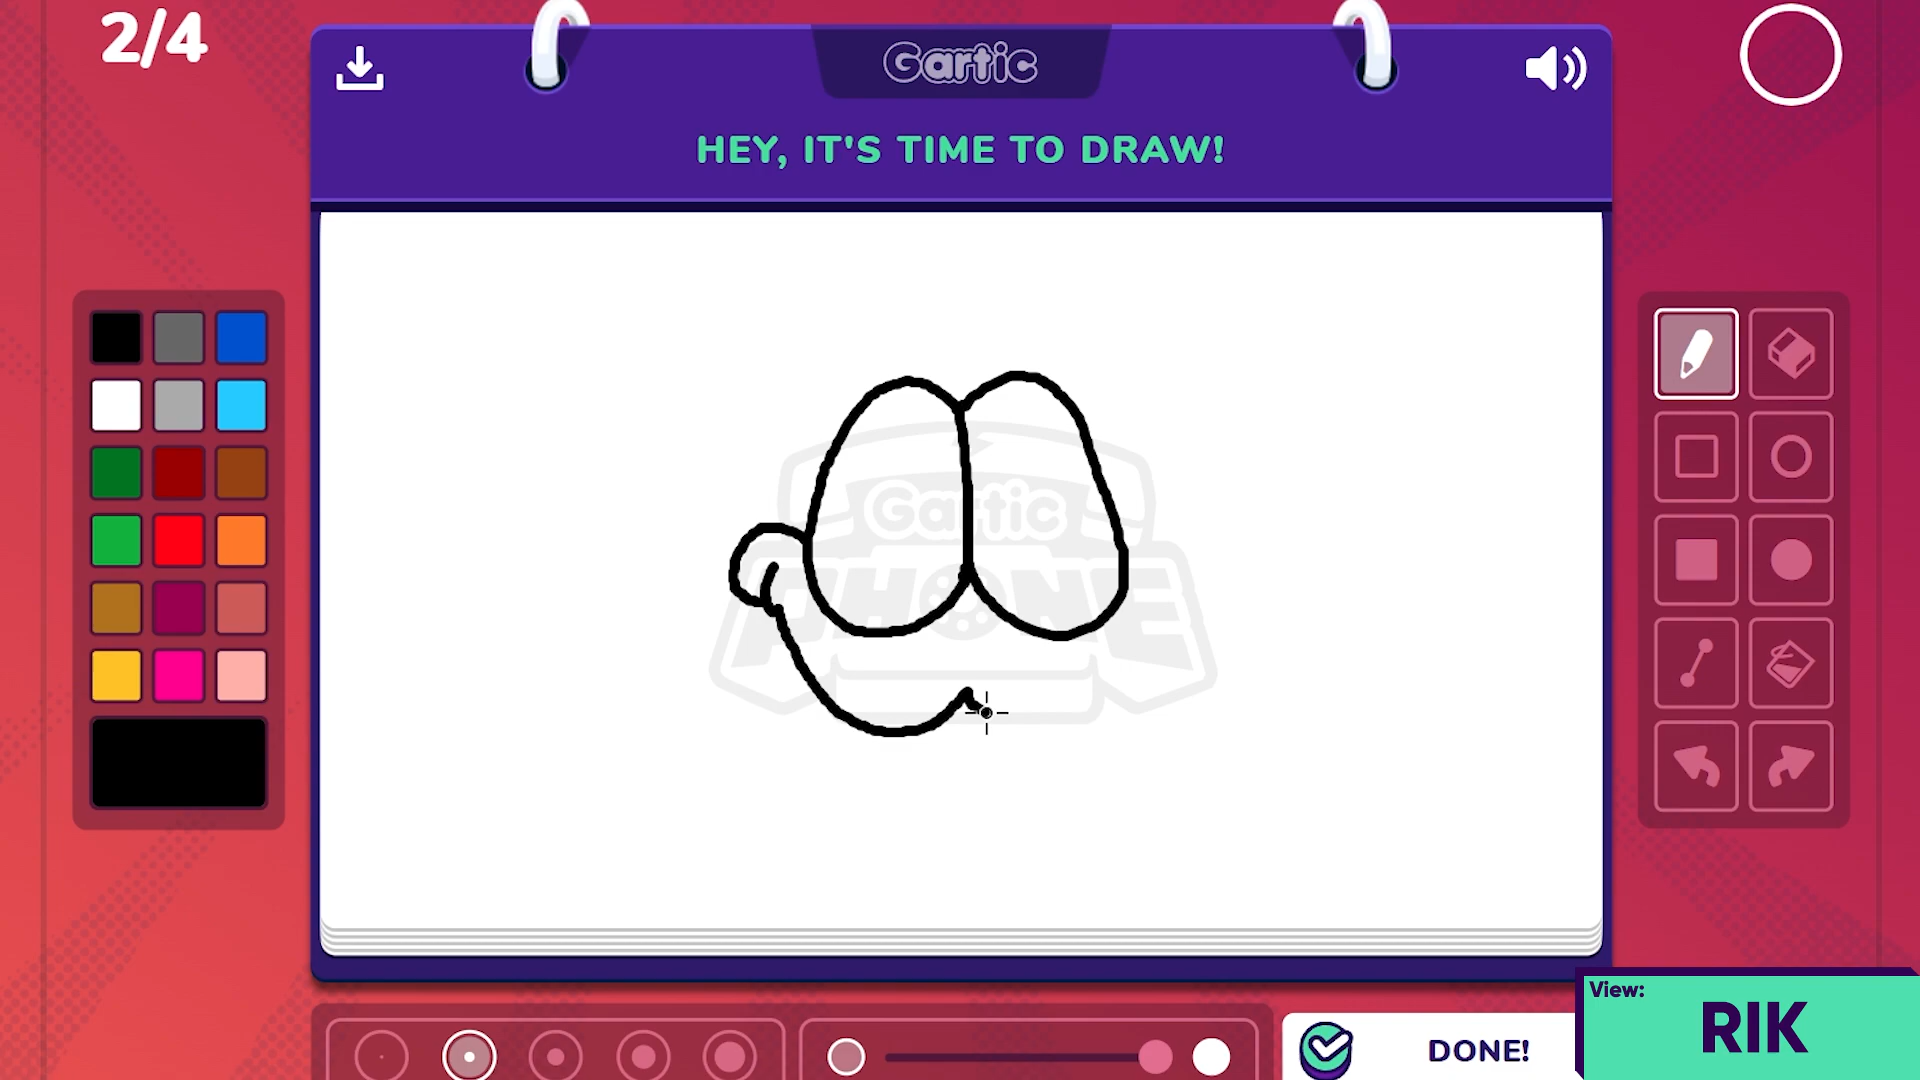 2/4
Gartic
HEY, IT'S TIME TO DRAW!
Gartic
PHONE
DONE!
View:
RIK